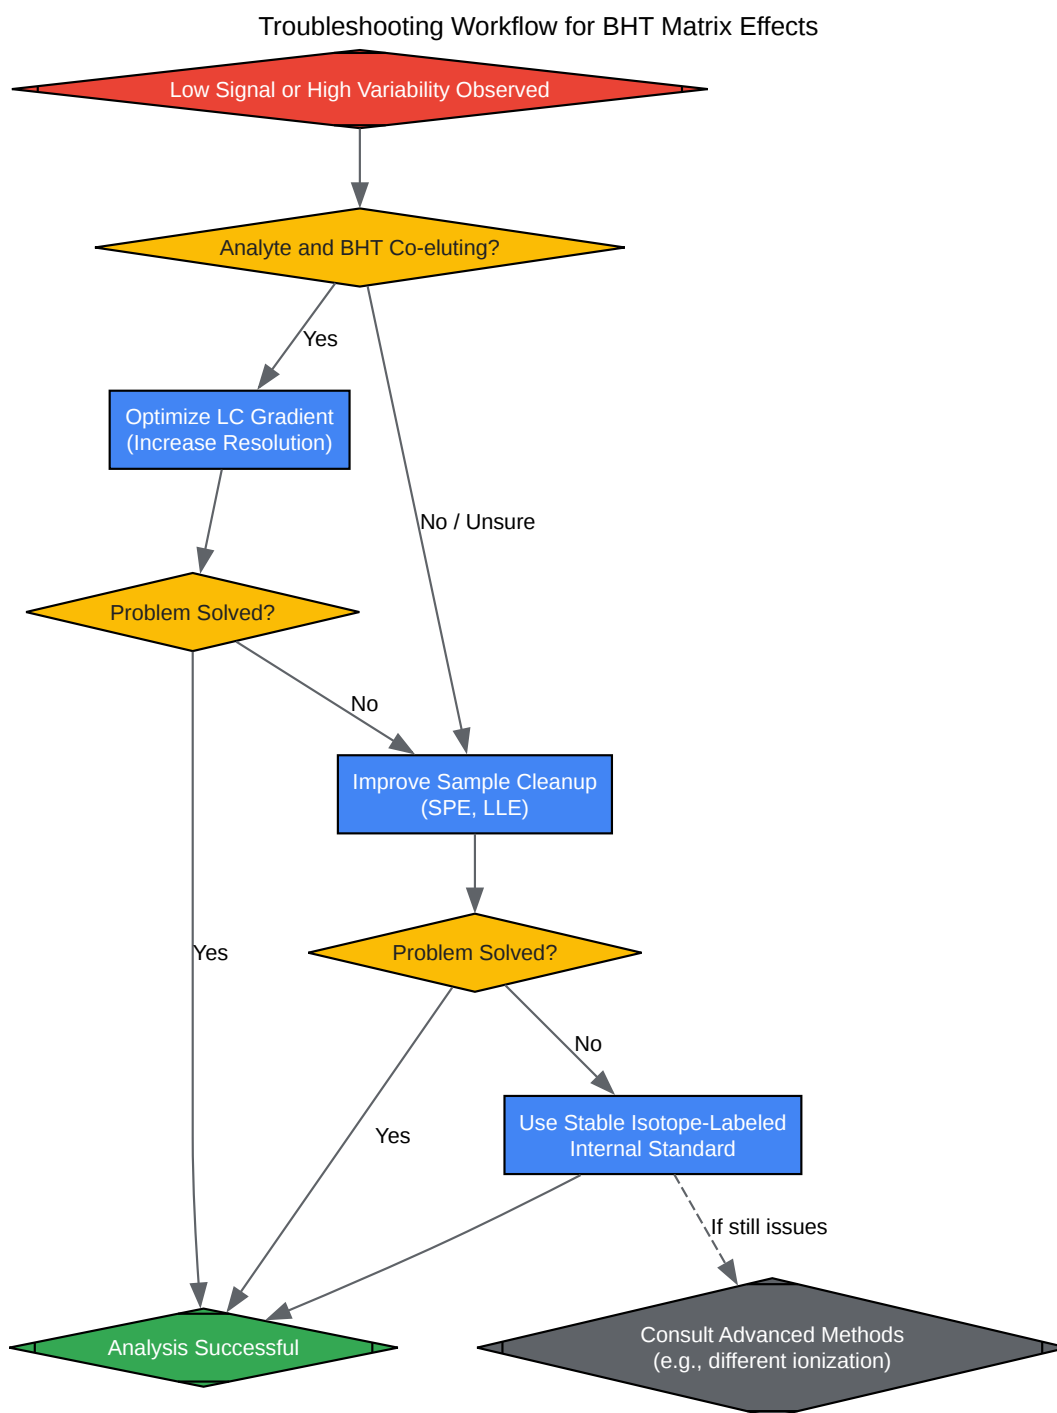 Troubleshooting Workflow for BHT Matrix Effects
Low Signal or High Variability Observed
Analyte and BHT Co-eluting?
Yes
Optimize LC Gradient
(Increase Resolution)
No / Unsure
Problem Solved?
No
Improve Sample Cleanup
(SPE, LLE)
Yes
Problem Solved?
No
Yes
Use Stable Isotope-Labeled
Internal Standard
If still issues
Analysis Successful
Consult Advanced Methods
(e.g., different ionization)